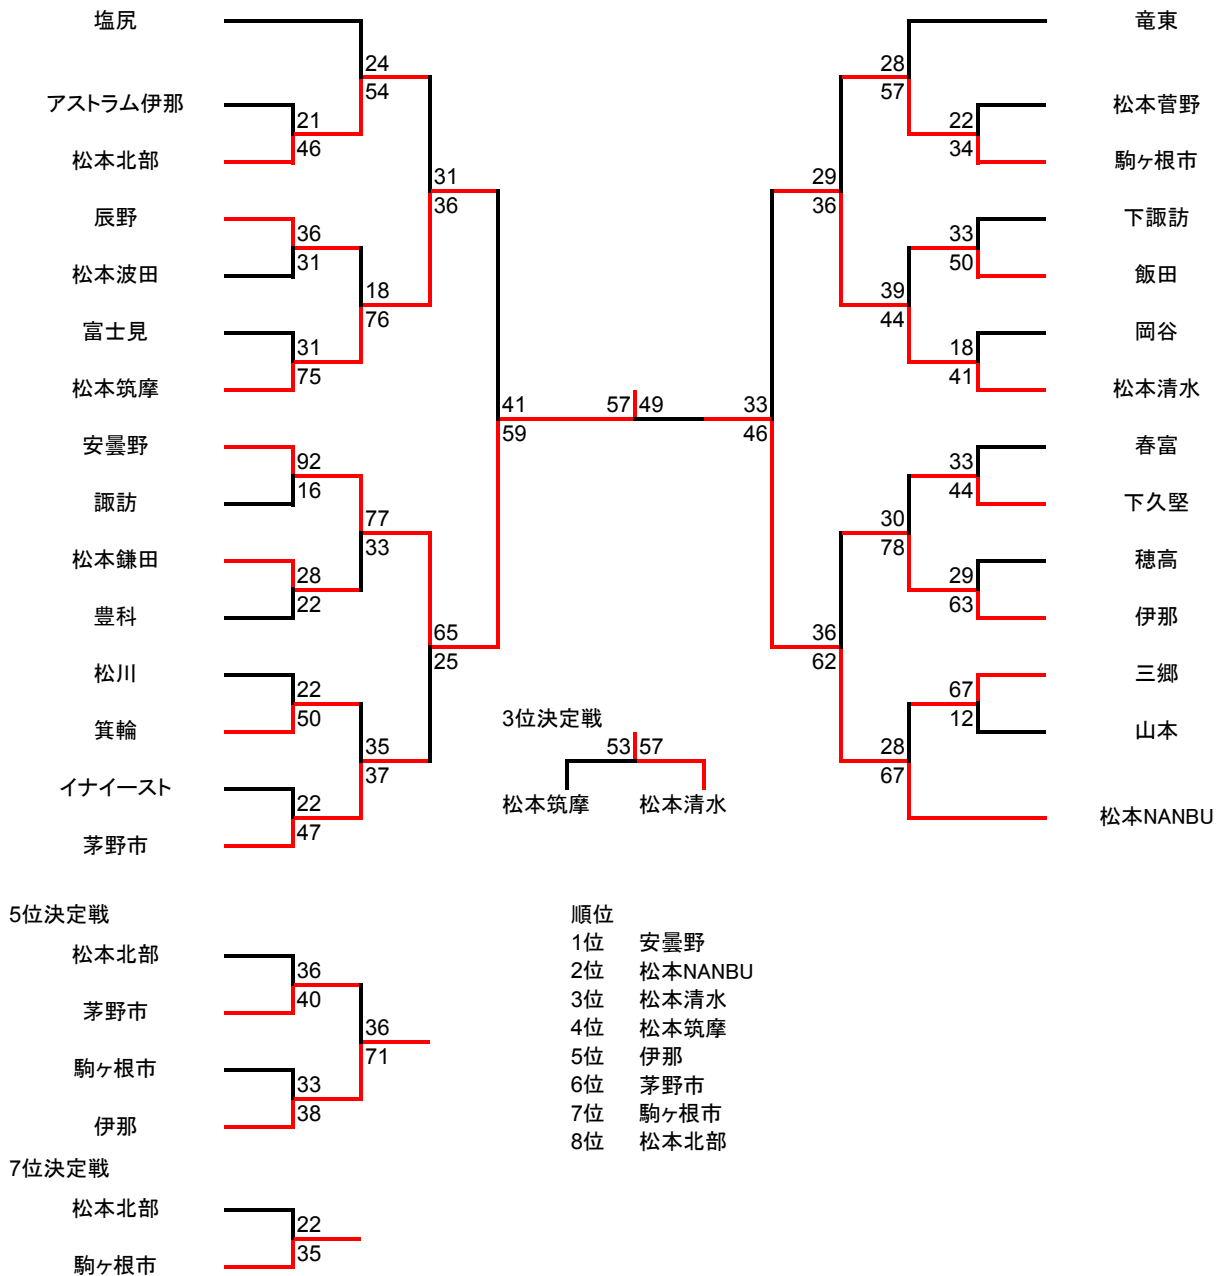 塩尻
竜東
24
54
28
57
アストラム伊那
松本菅野
21
46
22
34
松本北部
駒ヶ根市
31
36
29
36
辰野
下諏訪
36
31
33
50
松本波田
飯田
18
76
39
44
富士見
岡谷
31
75
18
41
松本筑摩
松本清水
41
59
57 49
33
46
安曇野
春富
92
16
33
44
諏訪
下久堅
77
33
30
78
松本鎌田
穂高
28
22
29
63
豊科
伊那
65
25
36
62
松川
三郷
22
50
67
12
箕輪
山本
3位決定戦
53 57
松本筑摩 松本清水
35
37
28
67
イナイースト
22
47
松本NANBU
茅野市
5位決定戦
松本北部
36
40
茅野市
36
71
駒ヶ根市
33
38
伊那
順位
1位 安曇野
2位 松本NANBU
3位 松本清水
4位 松本筑摩
5位 伊那
6位 茅野市
7位 駒ヶ根市
8位 松本北部
7位決定戦
松本北部
22
35
駒ヶ根市